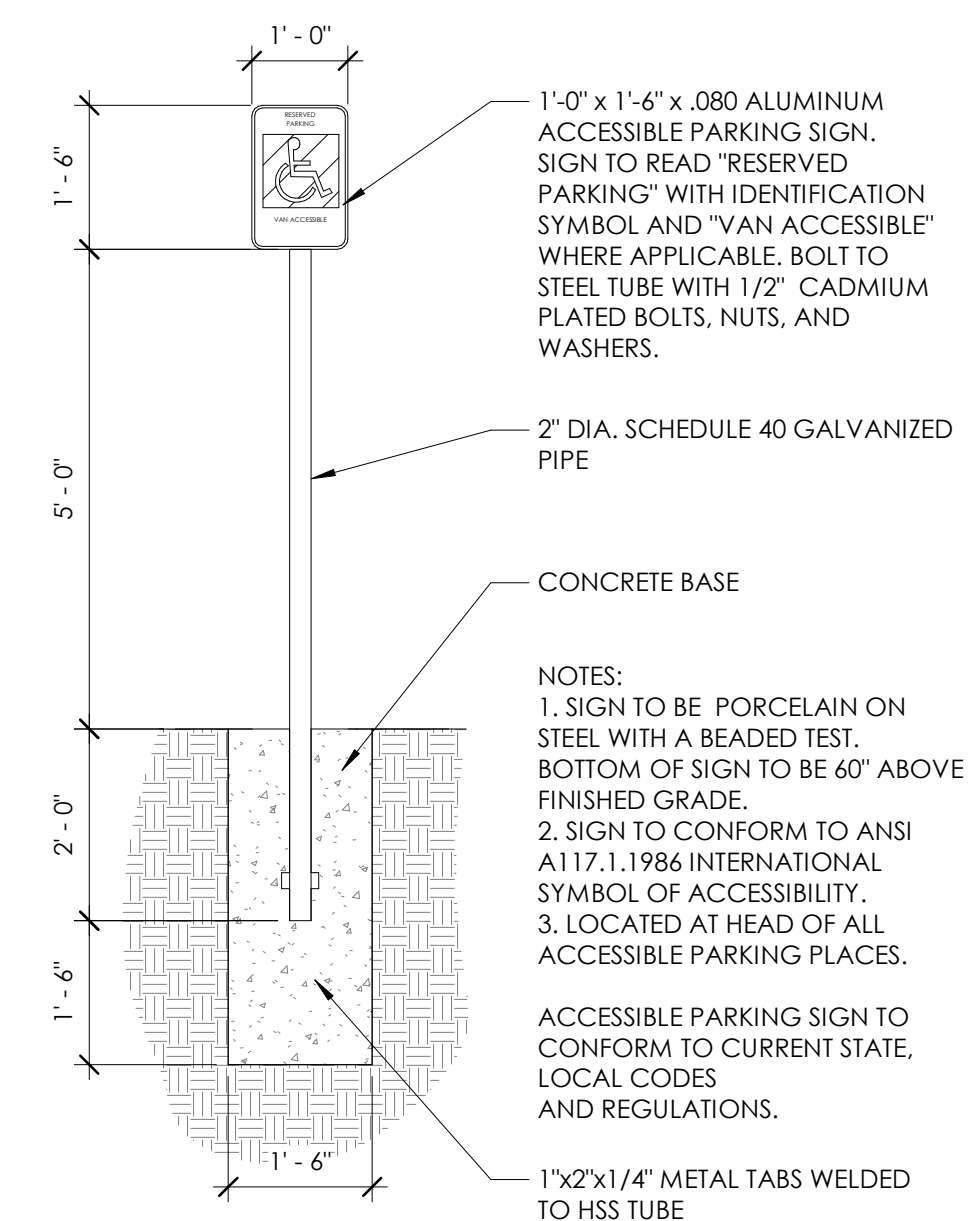 1' - 0"
1' - 6"
RESERVED
PARKING
VAN ACCESSIBLE
1'-0" x 1'-6" x .080 ALUMINUM
ACCESSIBLE PARKING SIGN.
SIGN TO READ "RESERVED
PARKING" WITH IDENTIFICATION
SYMBOL AND "VAN ACCESSIBLE"
WHERE APPLICABLE. BOLT TO
STEEL TUBE WITH 1/2" CADMIUM
PLATED BOLTS, NUTS, AND
WASHERS.
5' - 0"
2" DIA. SCHEDULE 40 GALVANIZED
PIPE
CONCRETE BASE
NOTES:
1. SIGN TO BE PORCELAIN ON
STEEL WITH A BEADED TEST.
BOTTOM OF SIGN TO BE 60" ABOVE
FINISHED GRADE.
2. SIGN TO CONFORM TO ANSI
A117.1.1986 INTERNATIONAL
SYMBOL OF ACCESSIBILITY.
3. LOCATED AT HEAD OF ALL
ACCESSIBLE PARKING PLACES.
2' - 0"
1' - 6"
ACCESSIBLE PARKING SIGN TO
CONFORM TO CURRENT STATE,
LOCAL CODES
AND REGULATIONS.
1' - 6"
1"x2"x1/4" METAL TABS WELDED
TO HSS TUBE